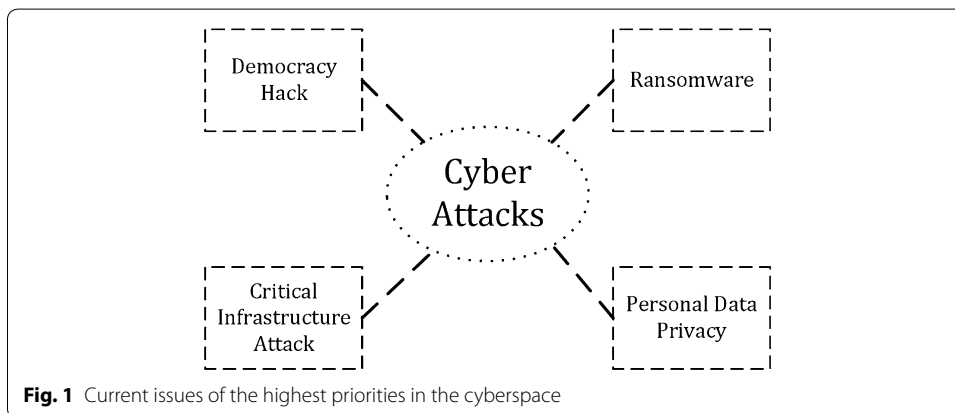 Democracy
Hack
Ransomware
Cyber
Attacks
Critical
Infrastructure
Attack
Personal Data
Privacy
Fig. 1 Current issues of the highest priorities in the cyberspace